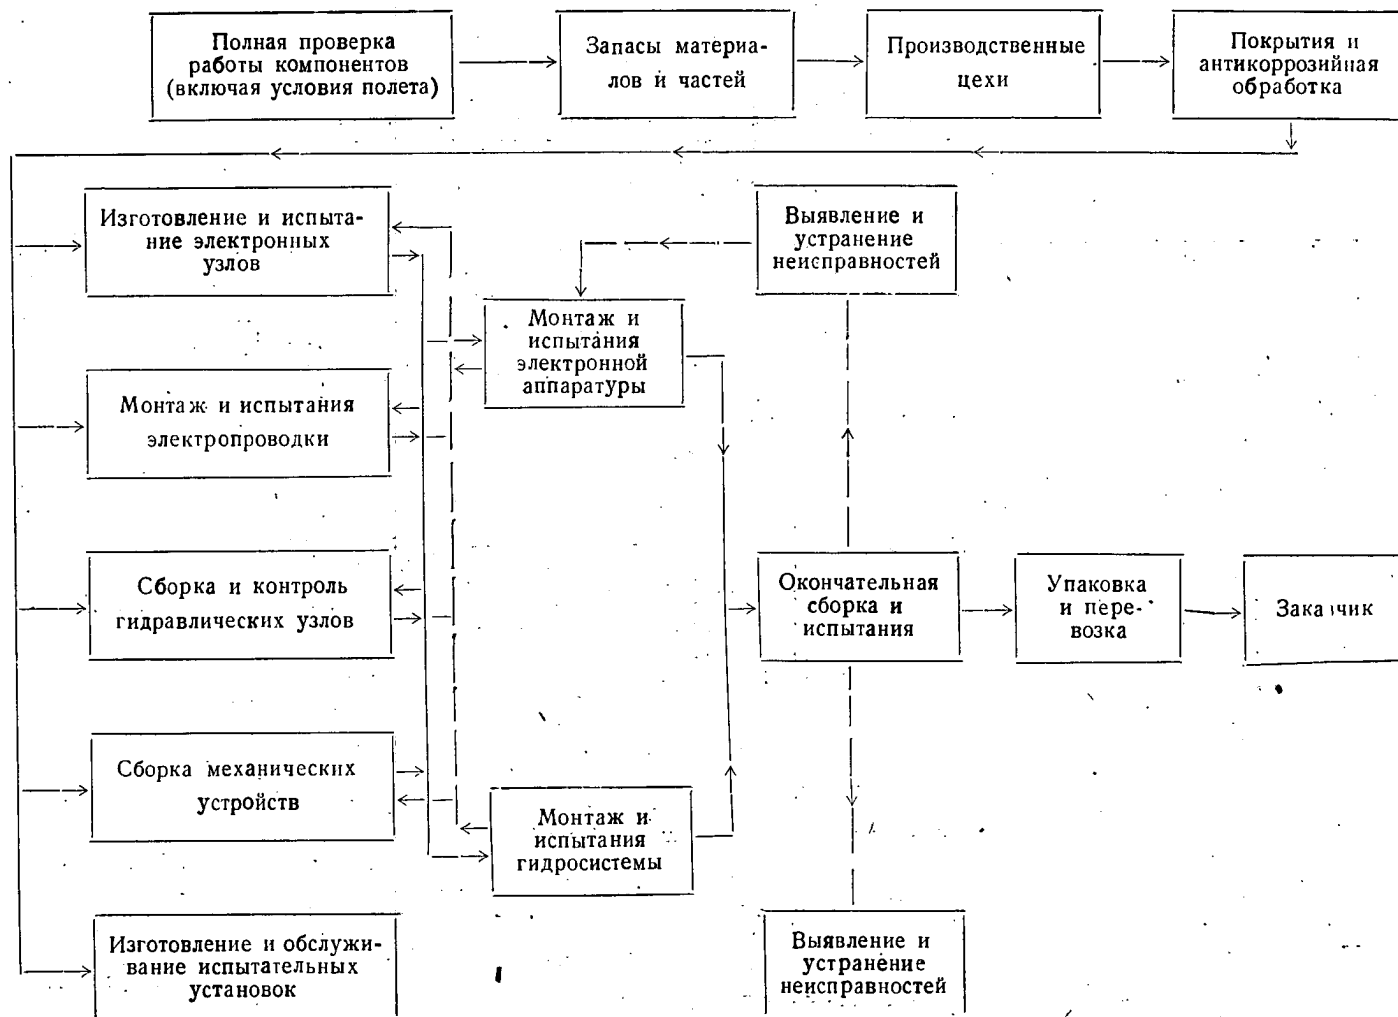 Полная проверка
работы компонентов
(включая условия полета)
Запасы материа-
лов и частей
Производственные
цехи
Покрытия и
антикоррозийная
обработка
Изготовление и испыта-
ние электронных
узлов
Выявление и
устранение
неисправностей
Монтаж и
испытания
электронной
аппаратуры
Монтаж и испытания
электропроводки
Сборка и контроль
гидравлических узлов
Окончательная
сборка и
испытания
Упаковка
и пере-
возка
Заказчик
Сборка механических
устройств
Монтаж и
испытания
гидросистемы
Изготовление и обслужи-
вание испытательных
установок
Выявление и
устранение
неисправностей